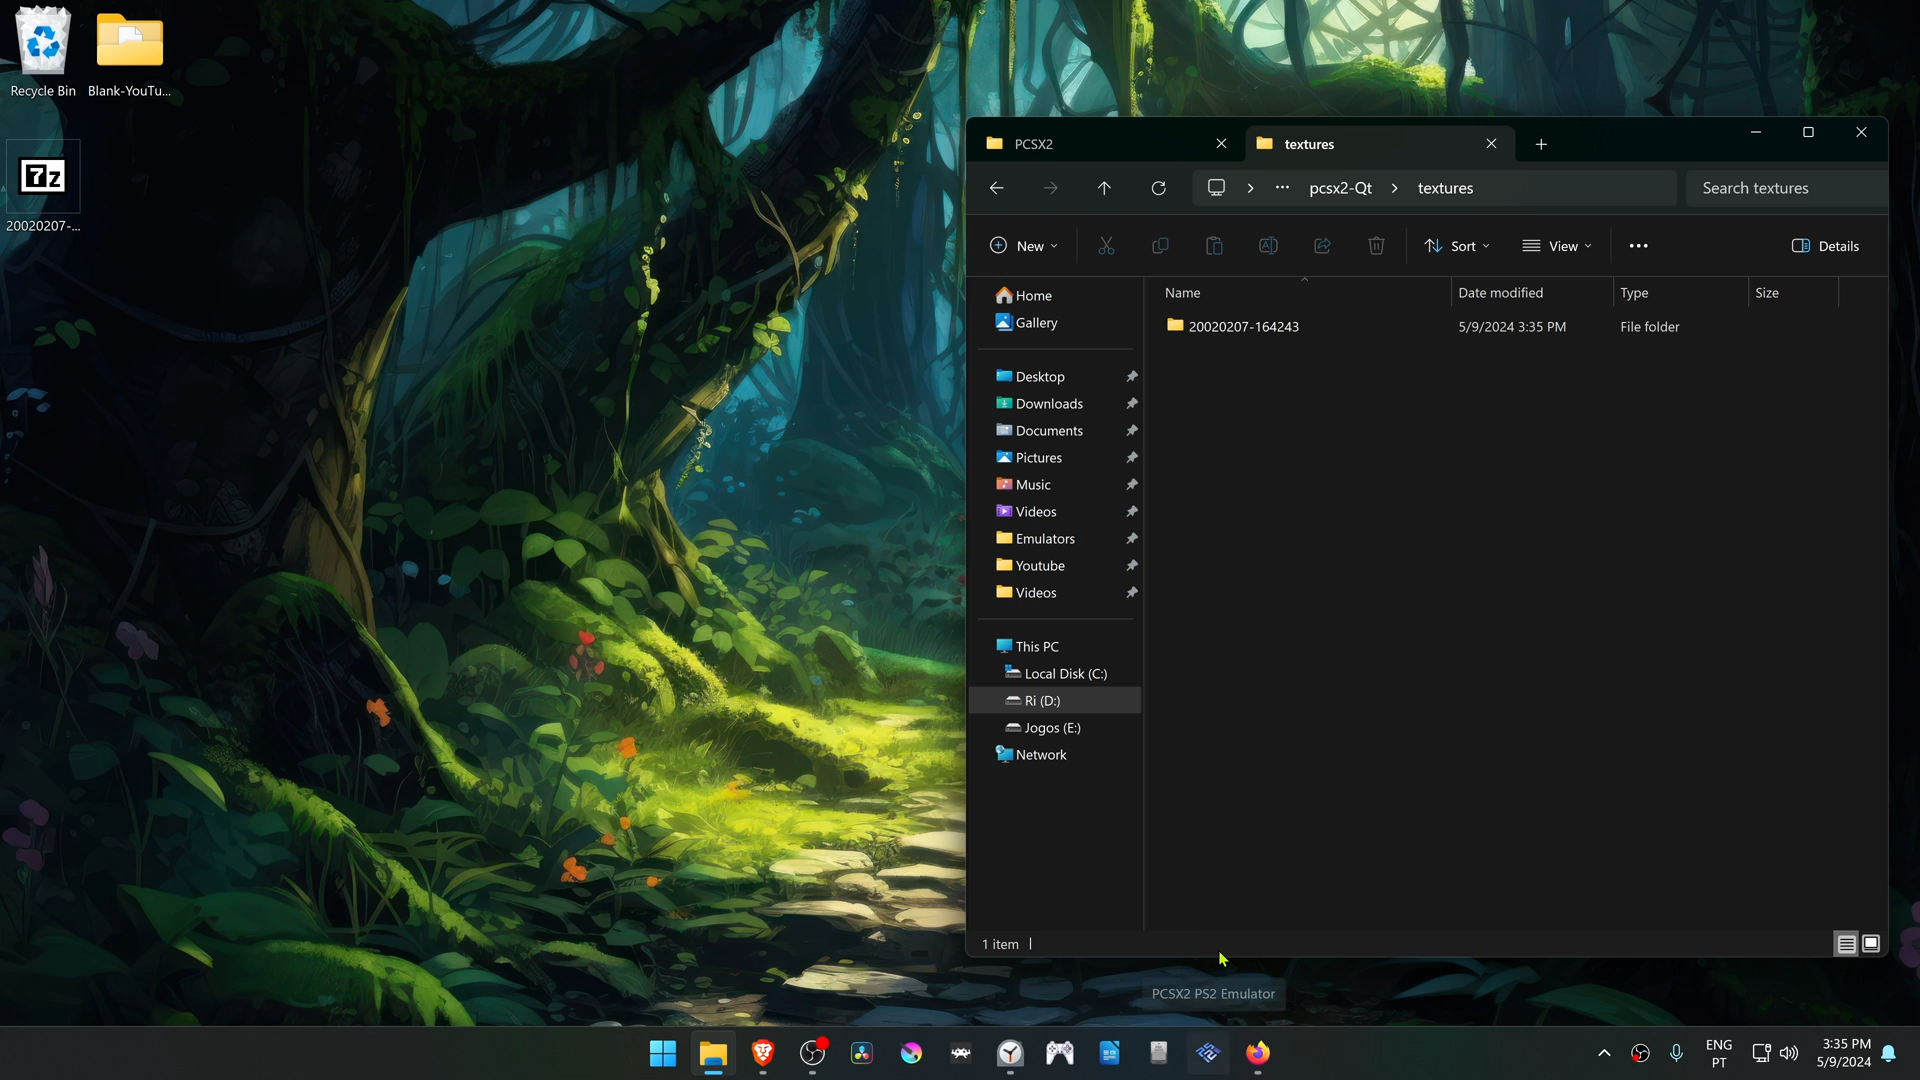 Recycle Bin
Blank-YouTu...
7z
20020207-...
PCSX2
textures
pcsx2-Qt
textures
Search textures
New
Sort
View
Details
Name
Date modified
Type
Size
20020207-164243
5/9/2024 3:35 PM
File folder
Home
Gallery
Desktop
Downloads
Documents
Pictures
Music
Videos
Emulators
Youtube
Videos
This PC
Local Disk (C:)
Ri (D:)
Jogos (E:)
Network
1 item
PCSX2 PS2 Emulator
ENG
PT
3:35 PM
5/9/2024